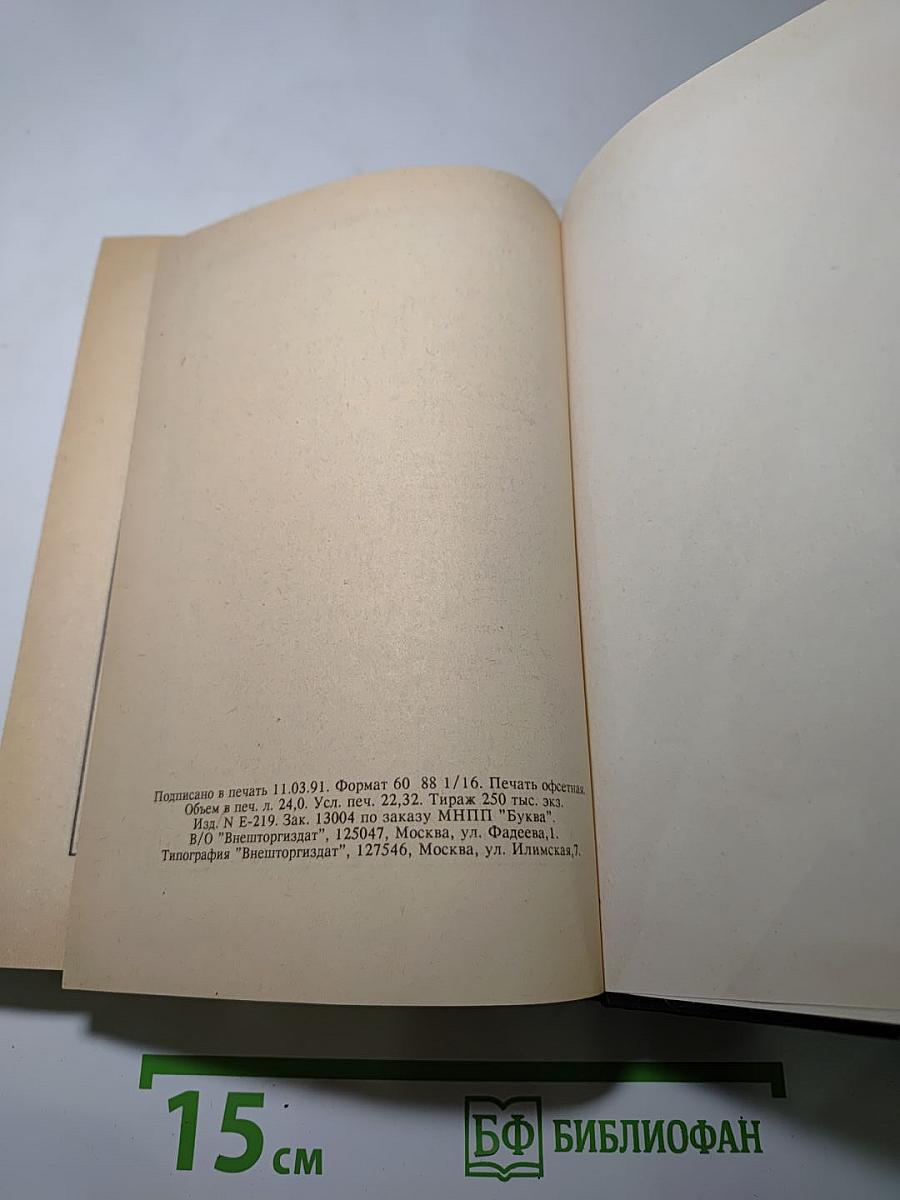 Подписано в печать 11.03.91. Формат 60 88 1/16. Печать офсетная.
Объем в печ. л. 24,0. Усл. печ. 22,32. Тираж 250 тыс. экз.
Изд. N Е-219. Зак. 13004 по заказу МНПП "Буква".
В/О "Внешторгиздат", 125047, Москва, ул. Фадеева,1.
Типография "Внешторгиздат", 127546, Москва, ул. Илимская,7.
15 см
БФ БИБЛИОФАН